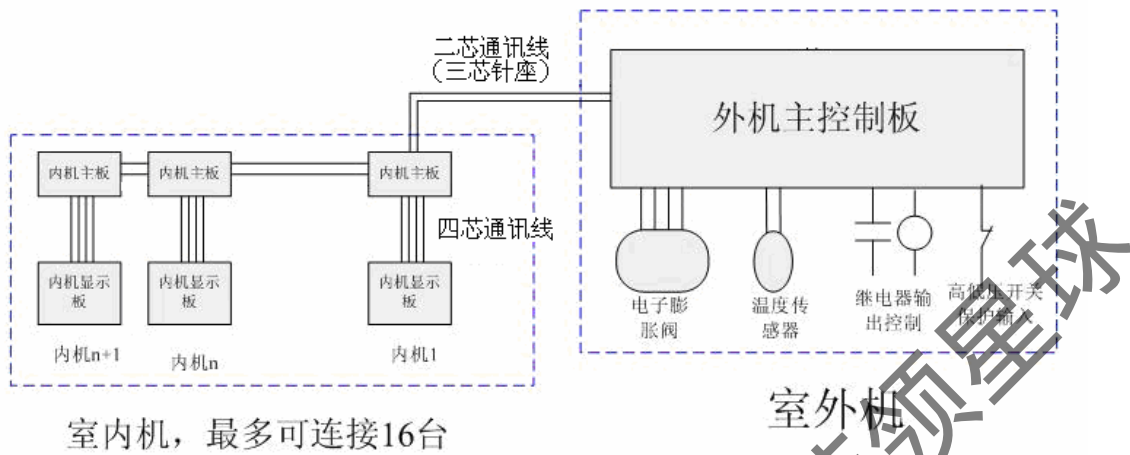 二芯通讯线
（三芯针座）
外机主控制板
内机主板
内机主板
内机主板
四芯通讯线
内机显示
板
内机显示
板
内机显示
板
内机n+1
内机n
内机1
电子膨
胀阀
温度传
感器
继电器输
出控制
高低压开关
保护输入
室内机，最多可连接16台
室外机
领星球